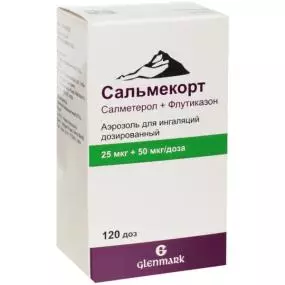 Сальмекорт
Салметерол + Флутиказон
Аэрозоль для ингаляций
дозированный
25 мкг + 50 мкг/доза
120 доз
G
glenmark